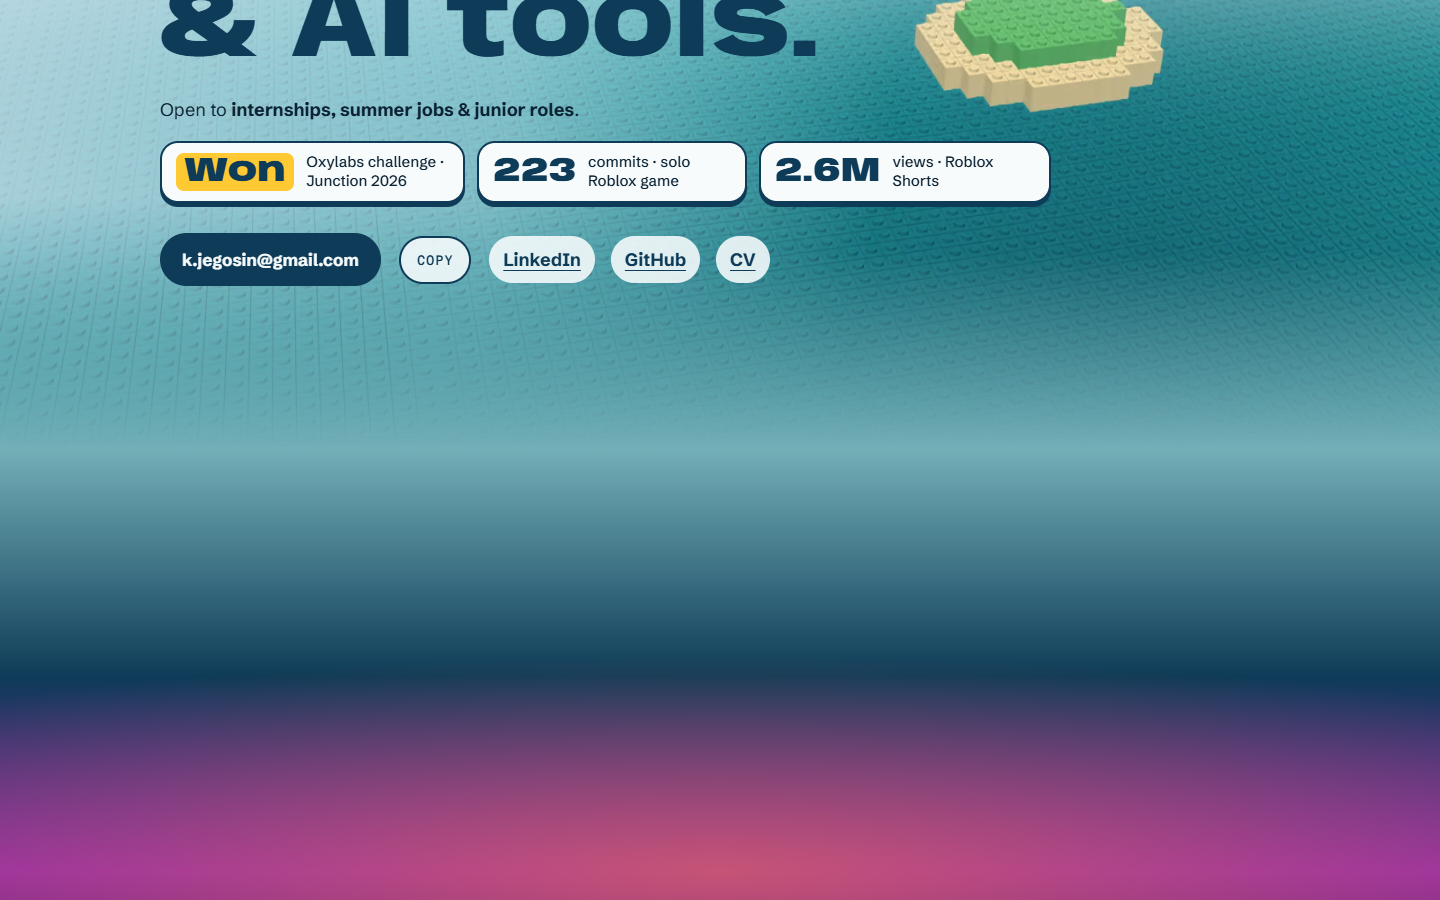 & AI tools.
Open to internships, summer jobs & junior roles.
Won
Oxylabs challenge ·
Junction 2026
223
commits · solo
Roblox game
2.6M
views · Roblox
Shorts
k.jegosin@gmail.com
COPY
LinkedIn
GitHub
CV